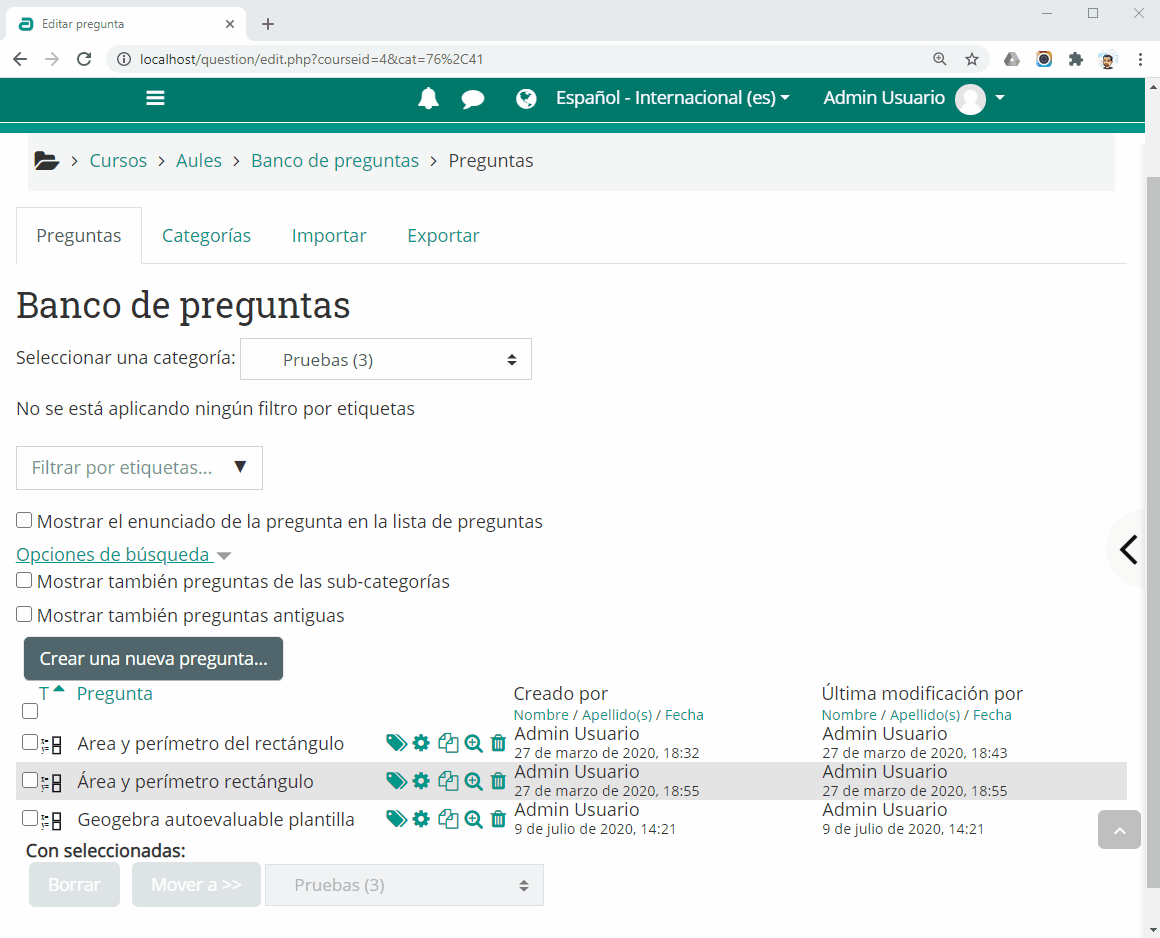 Editar pregunta
localhost/question/edit.php?courseid=4&cat=76%2C41
Español - Internacional (es) Admin Usuario
> Cursos > Aules > Banco de preguntas > Preguntas
Preguntas Categorías Importar Exportar
Banco de preguntas
Seleccionar una categoría: Pruebas (3)
No se está aplicando ningún filtro por etiquetas
Filtrar por etiquetas... ▼
Mostrar el enunciado de la pregunta en la lista de preguntas
Opciones de búsqueda
Mostrar también preguntas de las sub-categorías
Mostrar también preguntas antiguas
Crear una nueva pregunta...
T Pregunta Creado por Última modificación por
Nombre / Apellido(s) / Fecha Nombre / Apellido(s) / Fecha
Area y perímetro del rectángulo Admin Usuario Admin Usuario
27 de marzo de 2020, 18:32 27 de marzo de 2020, 18:43
Área y perímetro rectángulo Admin Usuario Admin Usuario
27 de marzo de 2020, 18:55 27 de marzo de 2020, 18:55
Geogebra autoevaluable plantilla Admin Usuario Admin Usuario
9 de julio de 2020, 14:21 9 de julio de 2020, 14:21
Con seleccionadas:
Borrar Mover a >> Pruebas (3)